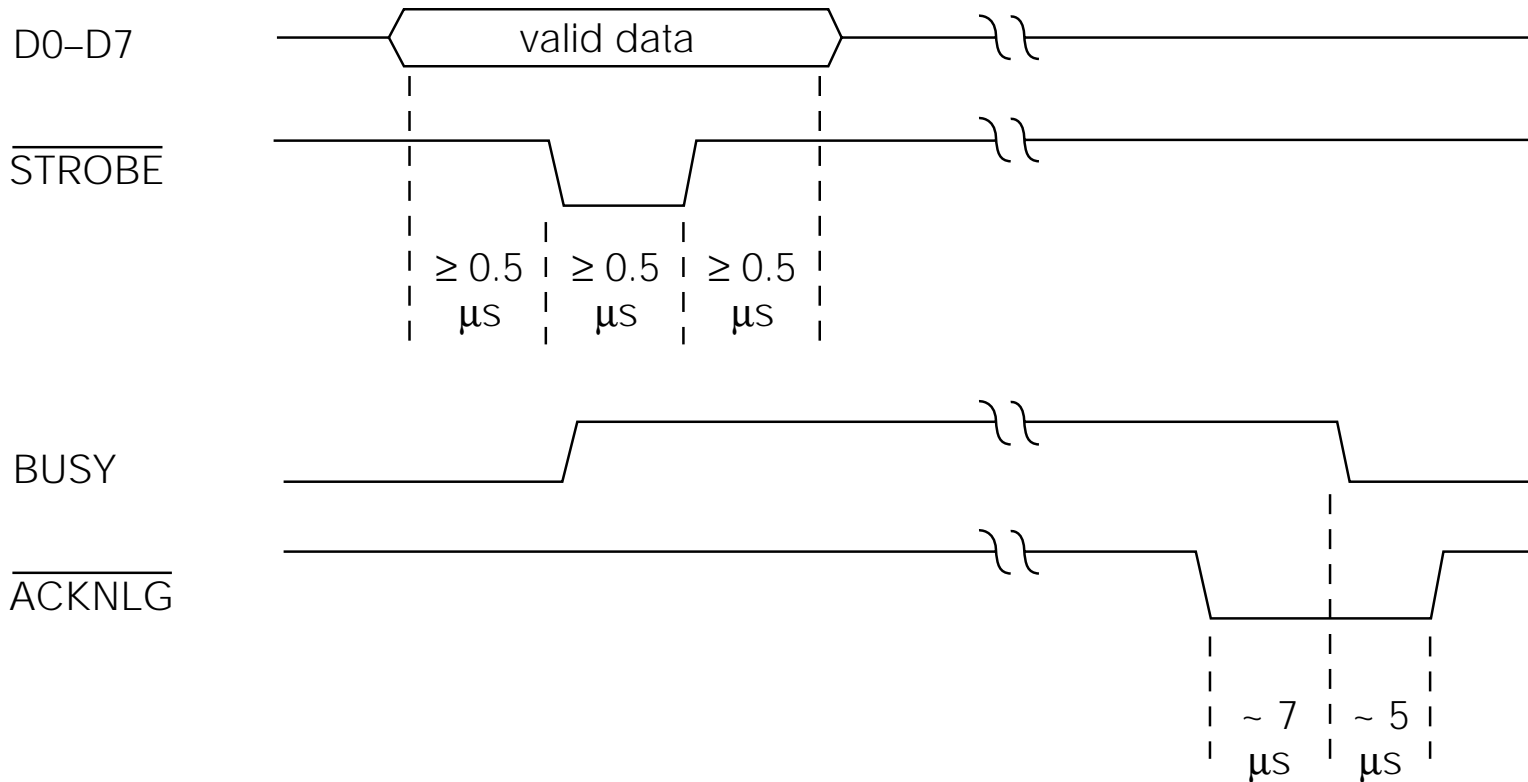 D0–D7
valid data
STROBE
≥ 0.5 ≥ 0.5 ≥ 0.5
μs μs μs
BUSY
ACKNLG
~ 7 ~ 5
μs μs